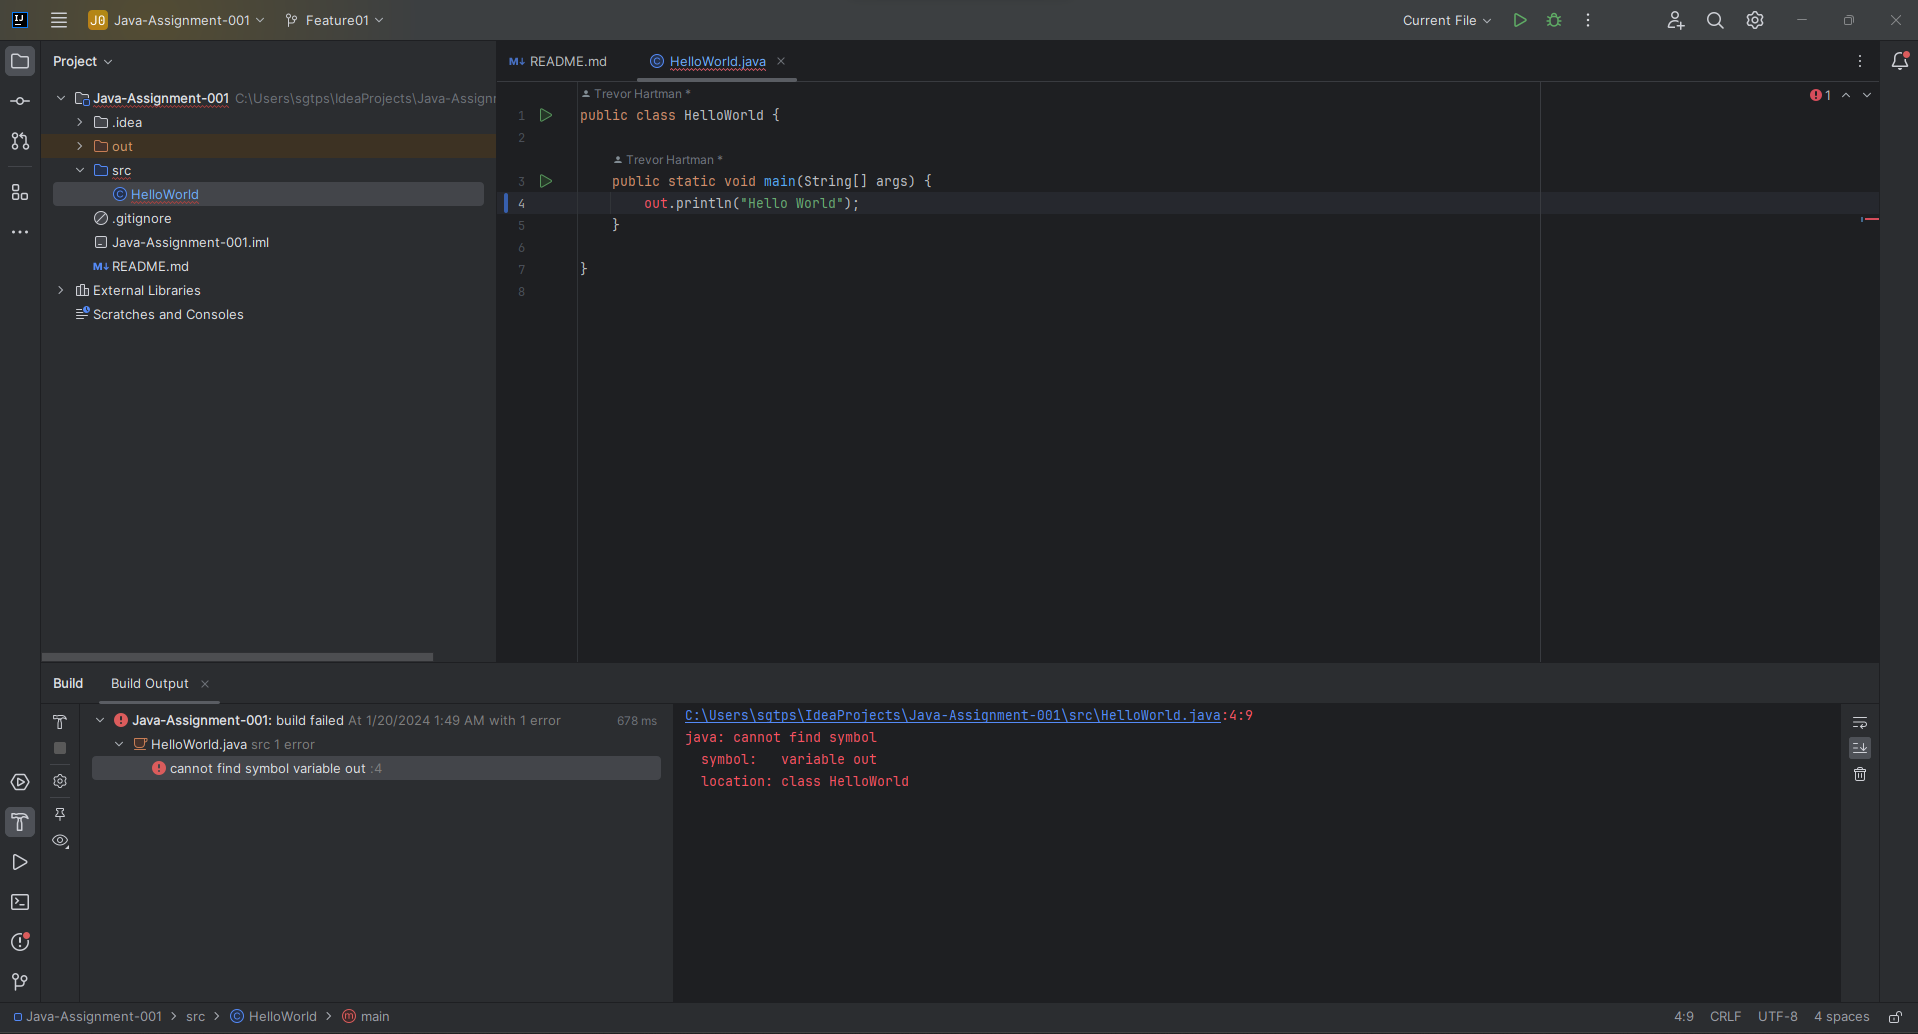 J0 Java-Assignment-001 Feature01 Current File
Project
Java-Assignment-001 C:\Users\sgtps\IdeaProjects\Java-Assignm
.idea
out
src
HelloWorld
.gitignore
Java-Assignment-001.iml
M↓ README.md
External Libraries
Scratches and Consoles
M↓ README.md HelloWorld.java
1
Trevor Hartman *
1 public class HelloWorld {
2
Trevor Hartman *
3 public static void main(String[] args) {
4 out.println("Hello World");
5 }
6
7 }
8
Build Build Output
Java-Assignment-001: build failed At 1/20/2024 1:49 AM with 1 error 678 ms
HelloWorld.java src 1 error
cannot find symbol variable out :4
C:\Users\sgtps\IdeaProjects\Java-Assignment-001\src\HelloWorld.java:4:9
java: cannot find symbol
symbol: variable out
location: class HelloWorld
Java-Assignment-001 > src > HelloWorld > main 4:9 CRLF UTF-8 4 spaces